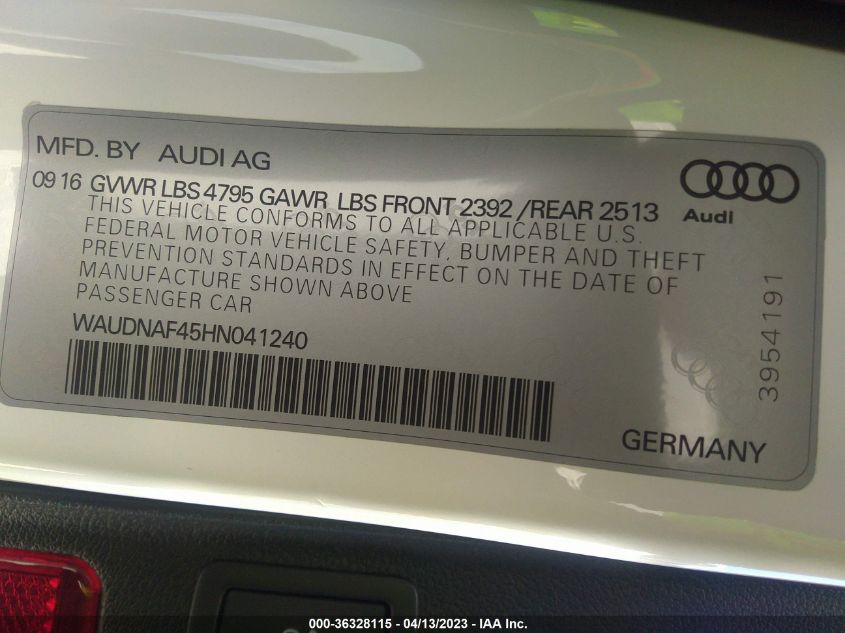 MFD. BY AUDI AG
09 16 GVWR LBS 4795 GAWR LBS FRONT 2392 /REAR 2513
THIS VEHICLE CONFORMS TO ALL APPLICABLE U.S.
FEDERAL MOTOR VEHICLE SAFETY, BUMPER AND THEFT
PREVENTION STANDARDS IN EFFECT ON THE DATE OF
MANUFACTURE SHOWN ABOVE
PASSENGER CAR
WAUDNAF45HN041240
Audi
3954191
GERMANY
000-36328115 - 04/13/2023 - IAA Inc.